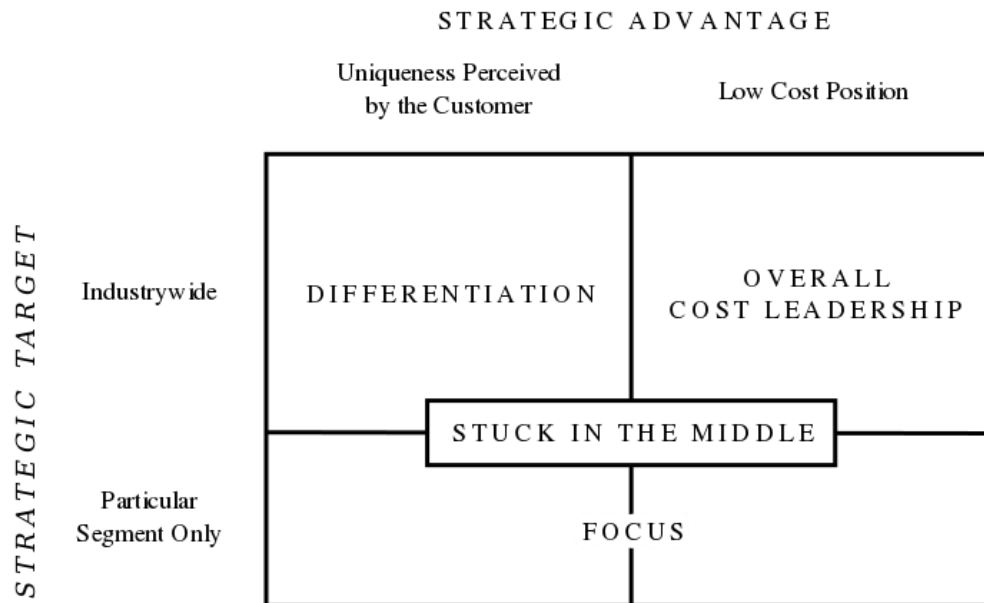 STRATEGIC ADVANTAGE
Uniqueness Perceived
by the Customer
Low Cost Position
STRATEGIC TARGET
Industrywide
DIFFERENTIATION
OVERALL
COST LEADERSHIP
STUCK IN THE MIDDLE
Particular
Segment Only
FOCUS